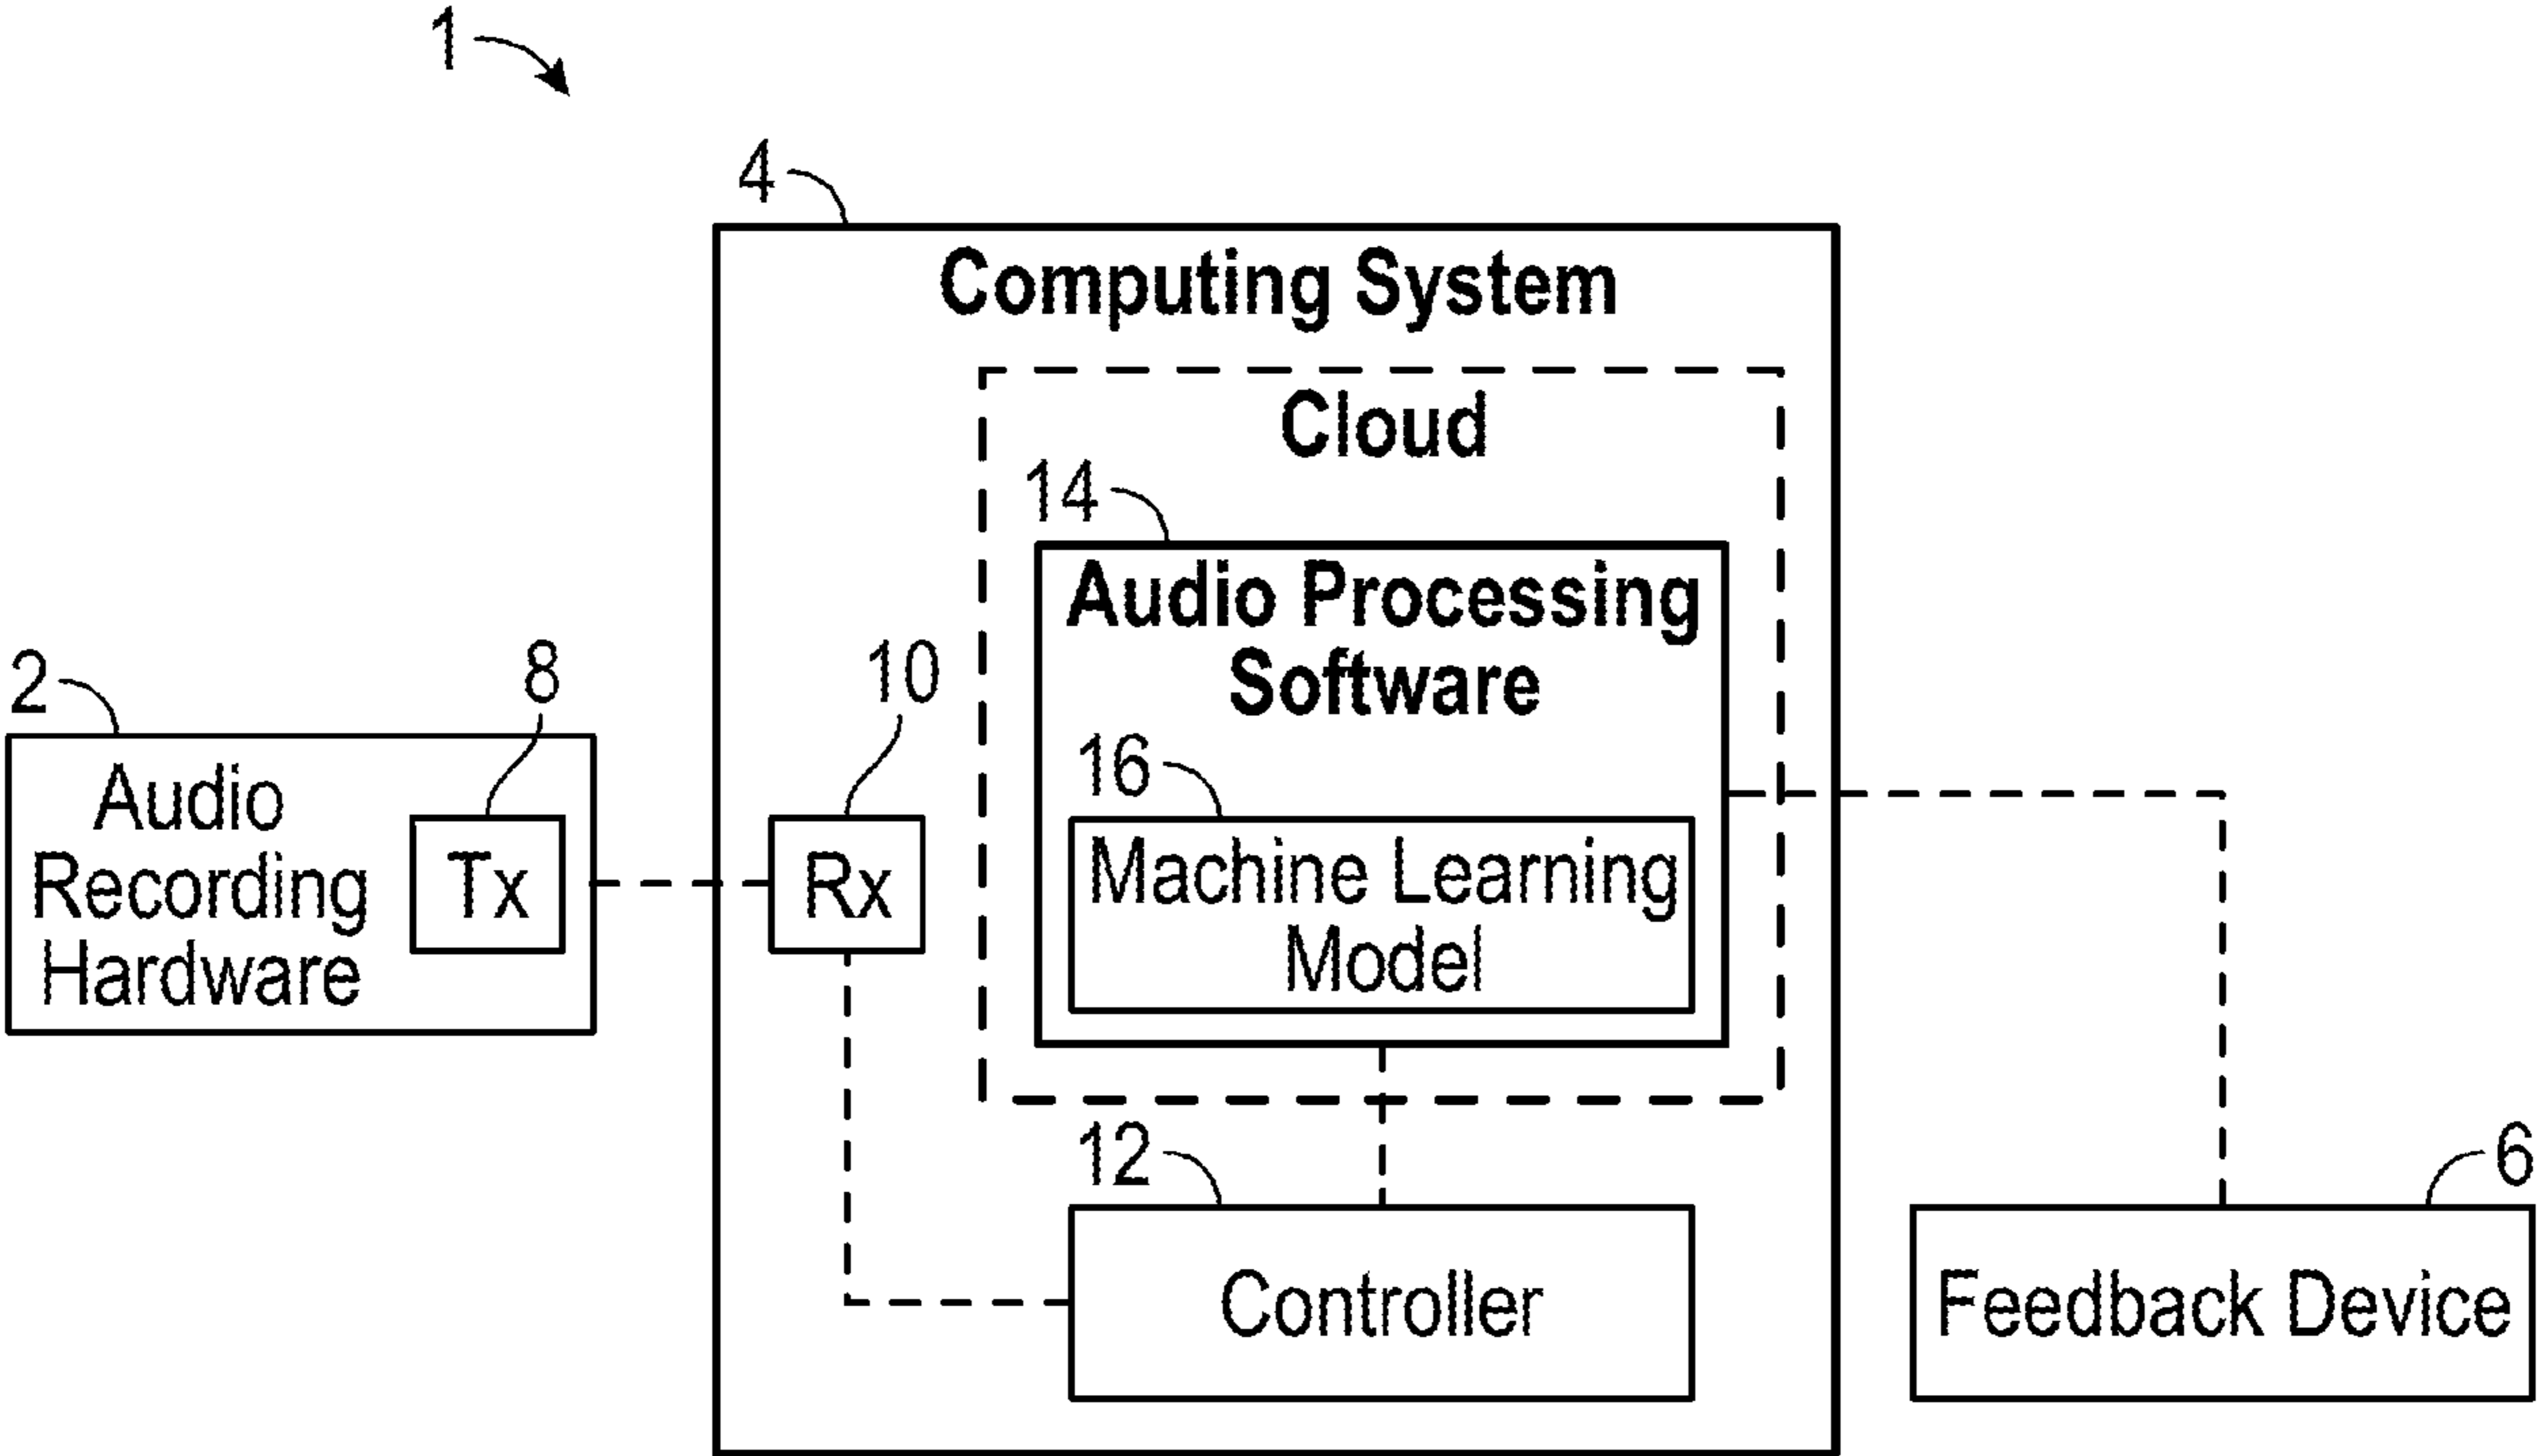 1
4
Computing System
Cloud
14
Audio Processing
Software
2
8
10
16
Audio
Recording
Hardware
Tx
Rx
Machine Learning
Model
12
6
Controller
Feedback Device